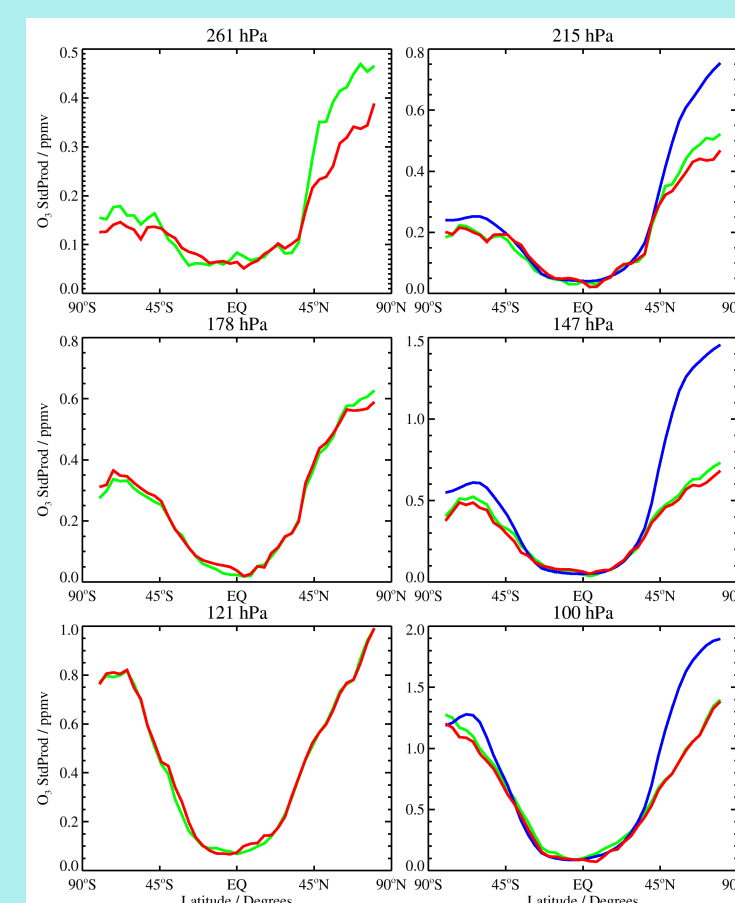 261 hPa
215 hPa
O3 StdProd / ppmv
0.5
0.4
0.3
0.2
0.1
0.0
0.8
0.6
0.4
0.2
0.0
90°S 45°S EQ 45°N 90°N
90°S 45°S EQ 45°N
178 hPa
147 hPa
O3 StdProd / ppmv
0.8
0.6
0.4
0.2
0.0
1.5
1.0
0.5
0.0
90°S 45°S EQ 45°N 90°N
90°S 45°S EQ 45°N
121 hPa
100 hPa
O3 StdProd / ppmv
1.0
0.8
0.6
0.4
0.2
0.0
2.0
1.5
1.0
0.5
0.0
90°S 45°S EQ 45°N 90°N
90°S 45°S EQ 45°N
Latitude / Degrees
Latitude / Degrees